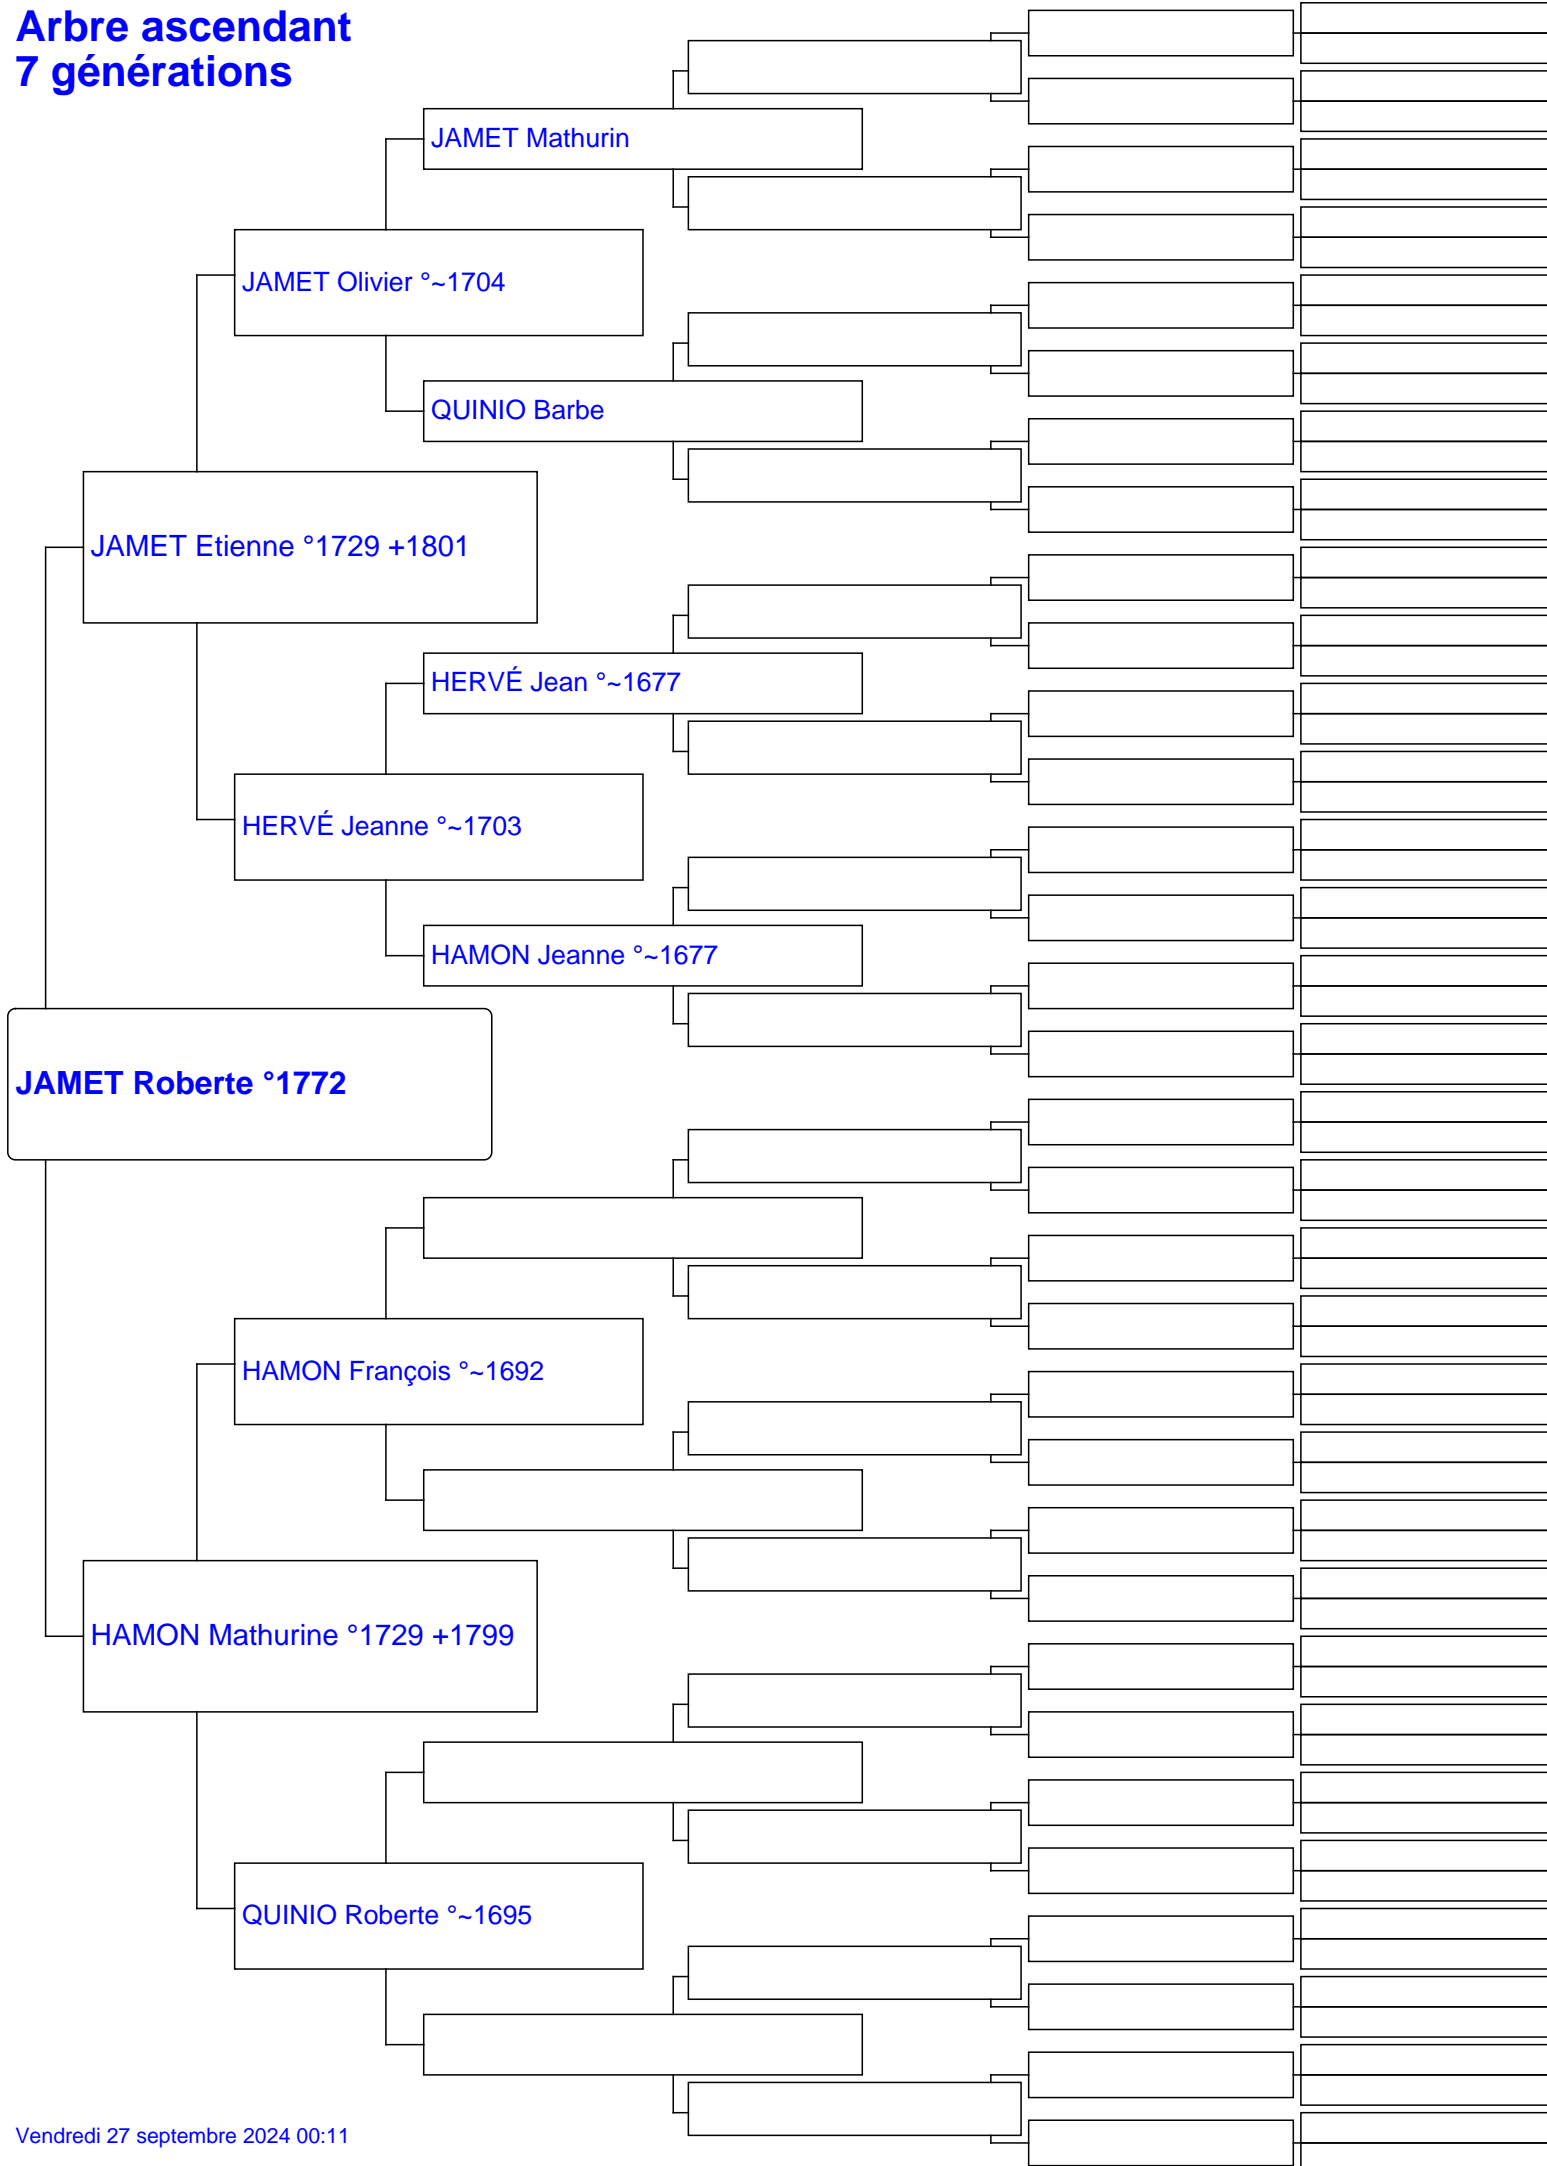 Arbre ascendant
7 générations
JAMET Mathurin
JAMET Olivier °~1704
QUINIO Barbe
JAMET Etienne °1729 +1801
HERVÉ Jean °~1677
HERVÉ Jeanne °~1703
HAMON Jeanne °~1677
JAMET Roberte °1772
HAMON François °~1692
HAMON Mathurine °1729 +1799
QUINIO Roberte °~1695
Vendredi 27 septembre 2024 00:11